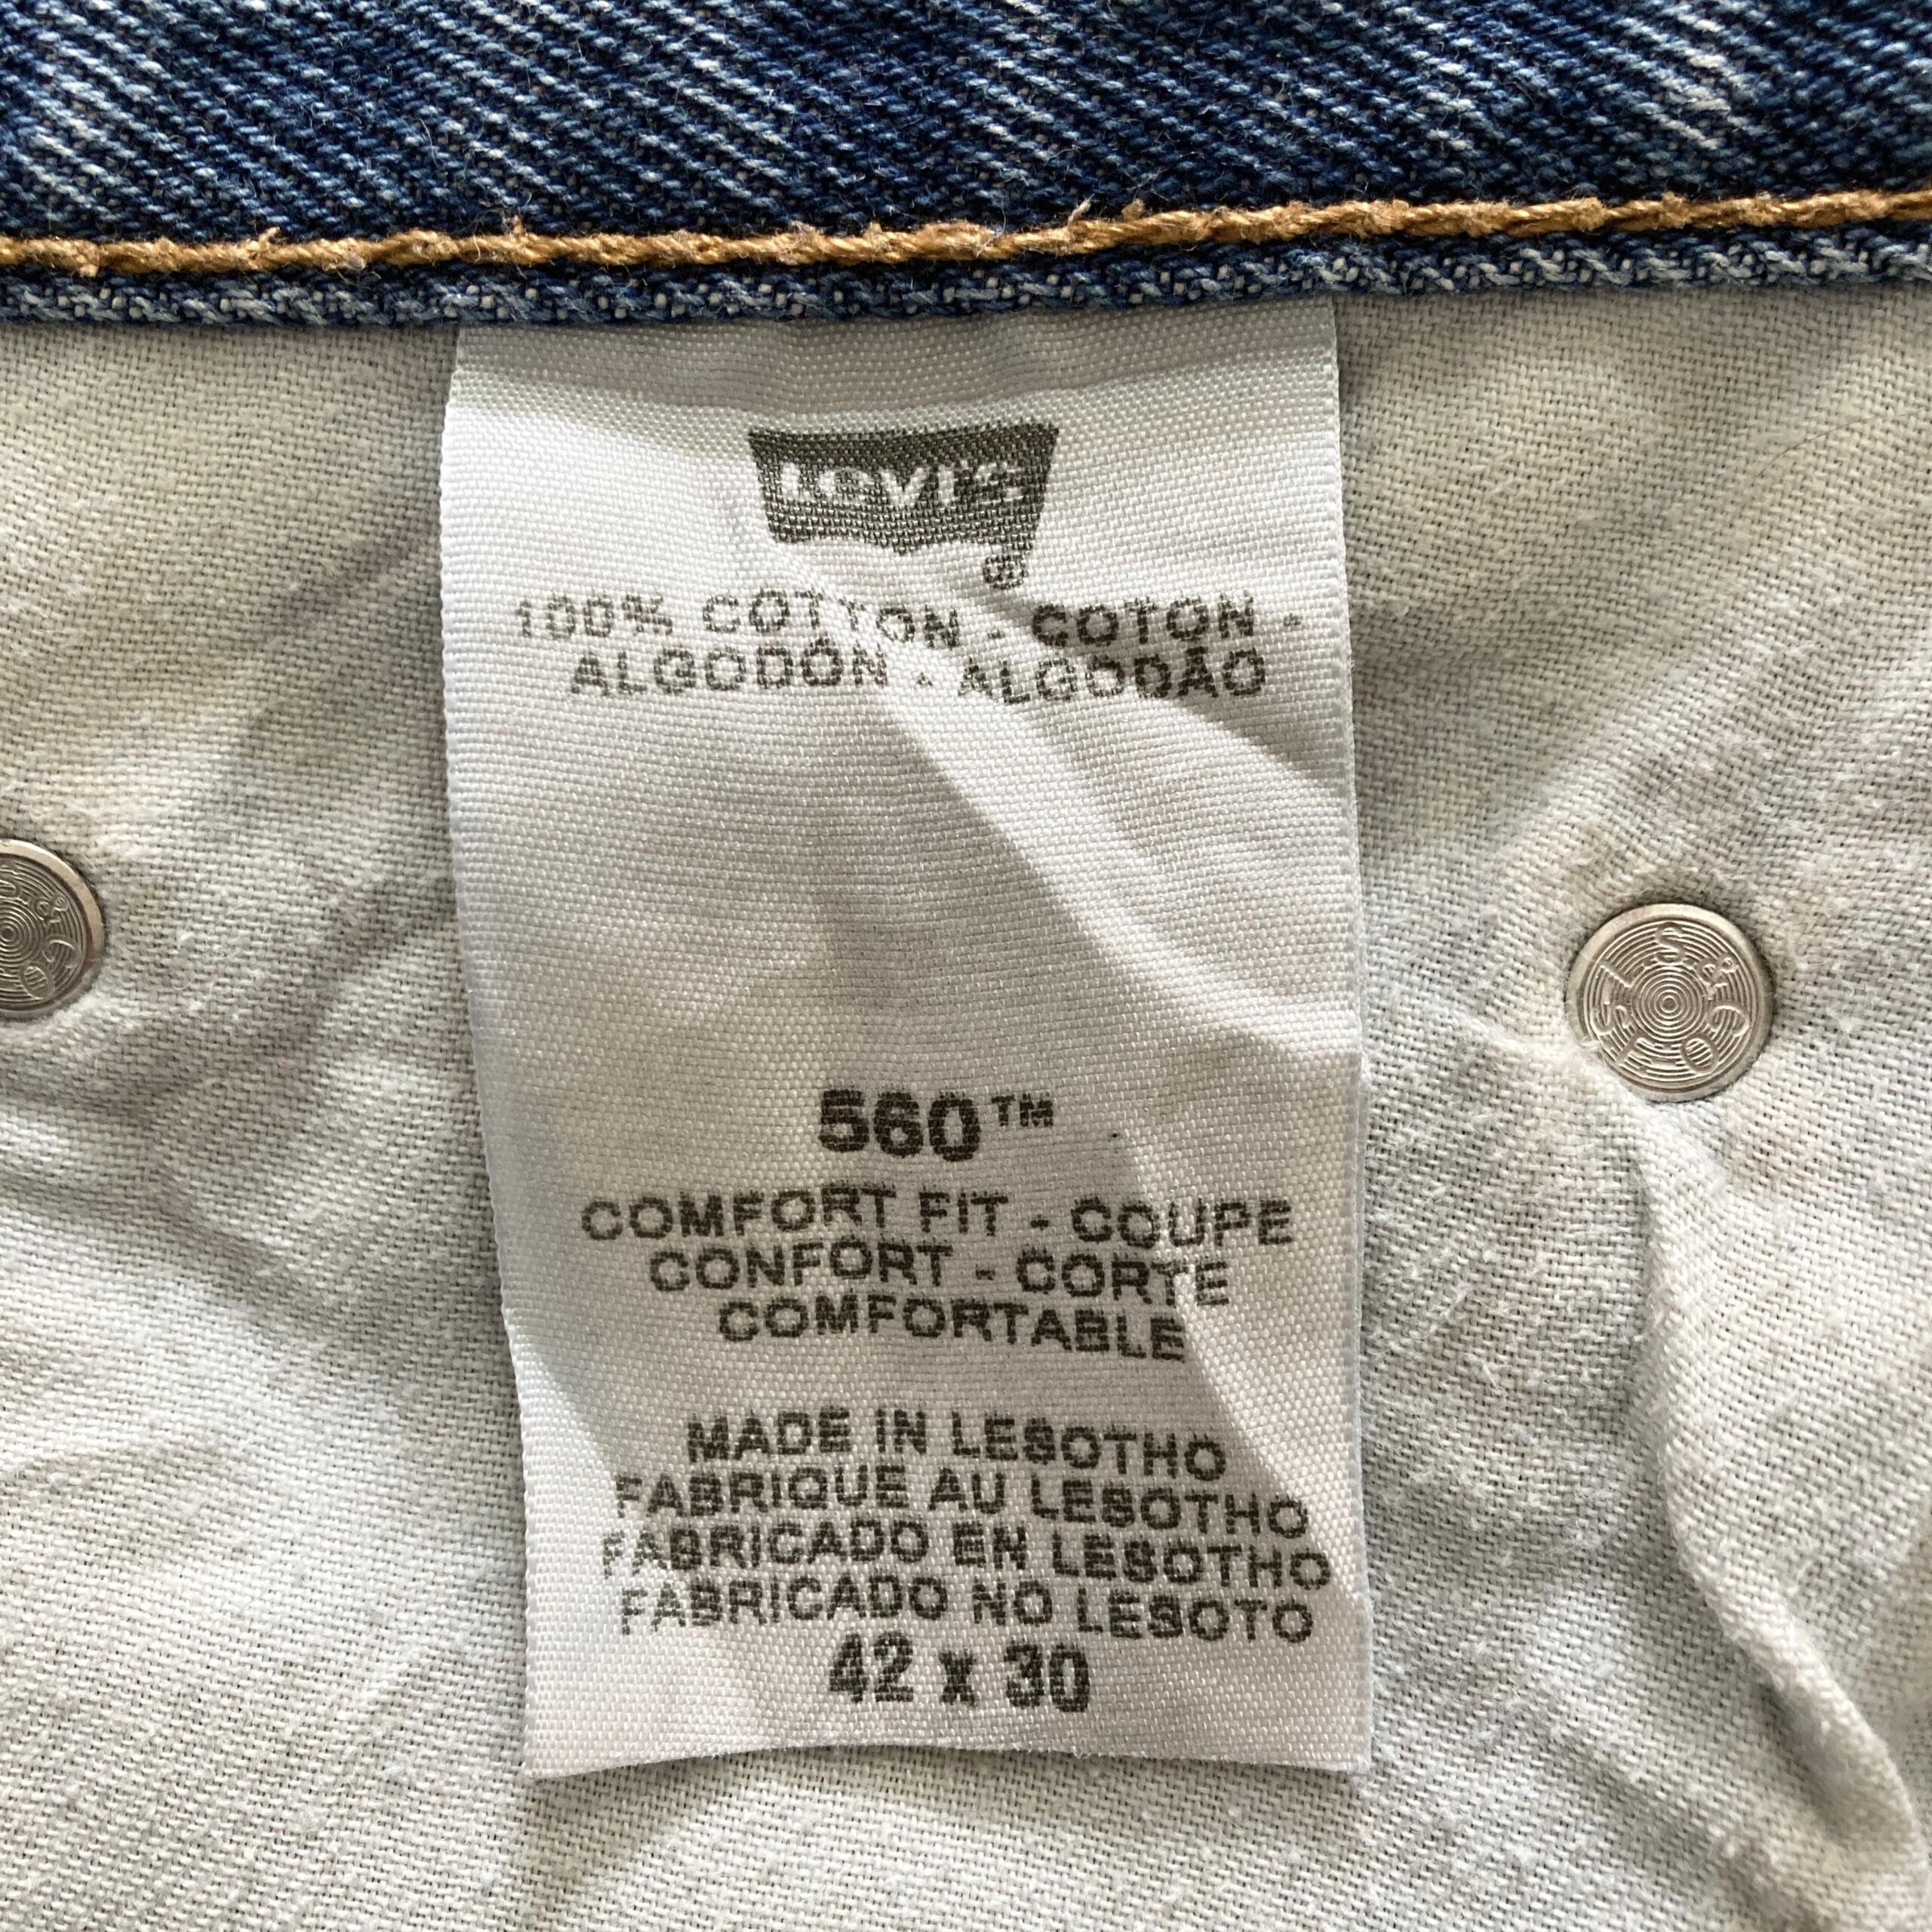 Levi's
®
100% COTTON - COTON -
ALGODÓN - ALGODÃO
560™
COMFORT FIT - COUPE
CONFORT - CORTE
COMFORTABLE
MADE IN LESOTHO
FABRIQUE AU LESOTHO
FABRICADO EN LESOTHO
FABRICADO NO LESOTO
42 x 30
L S & CO